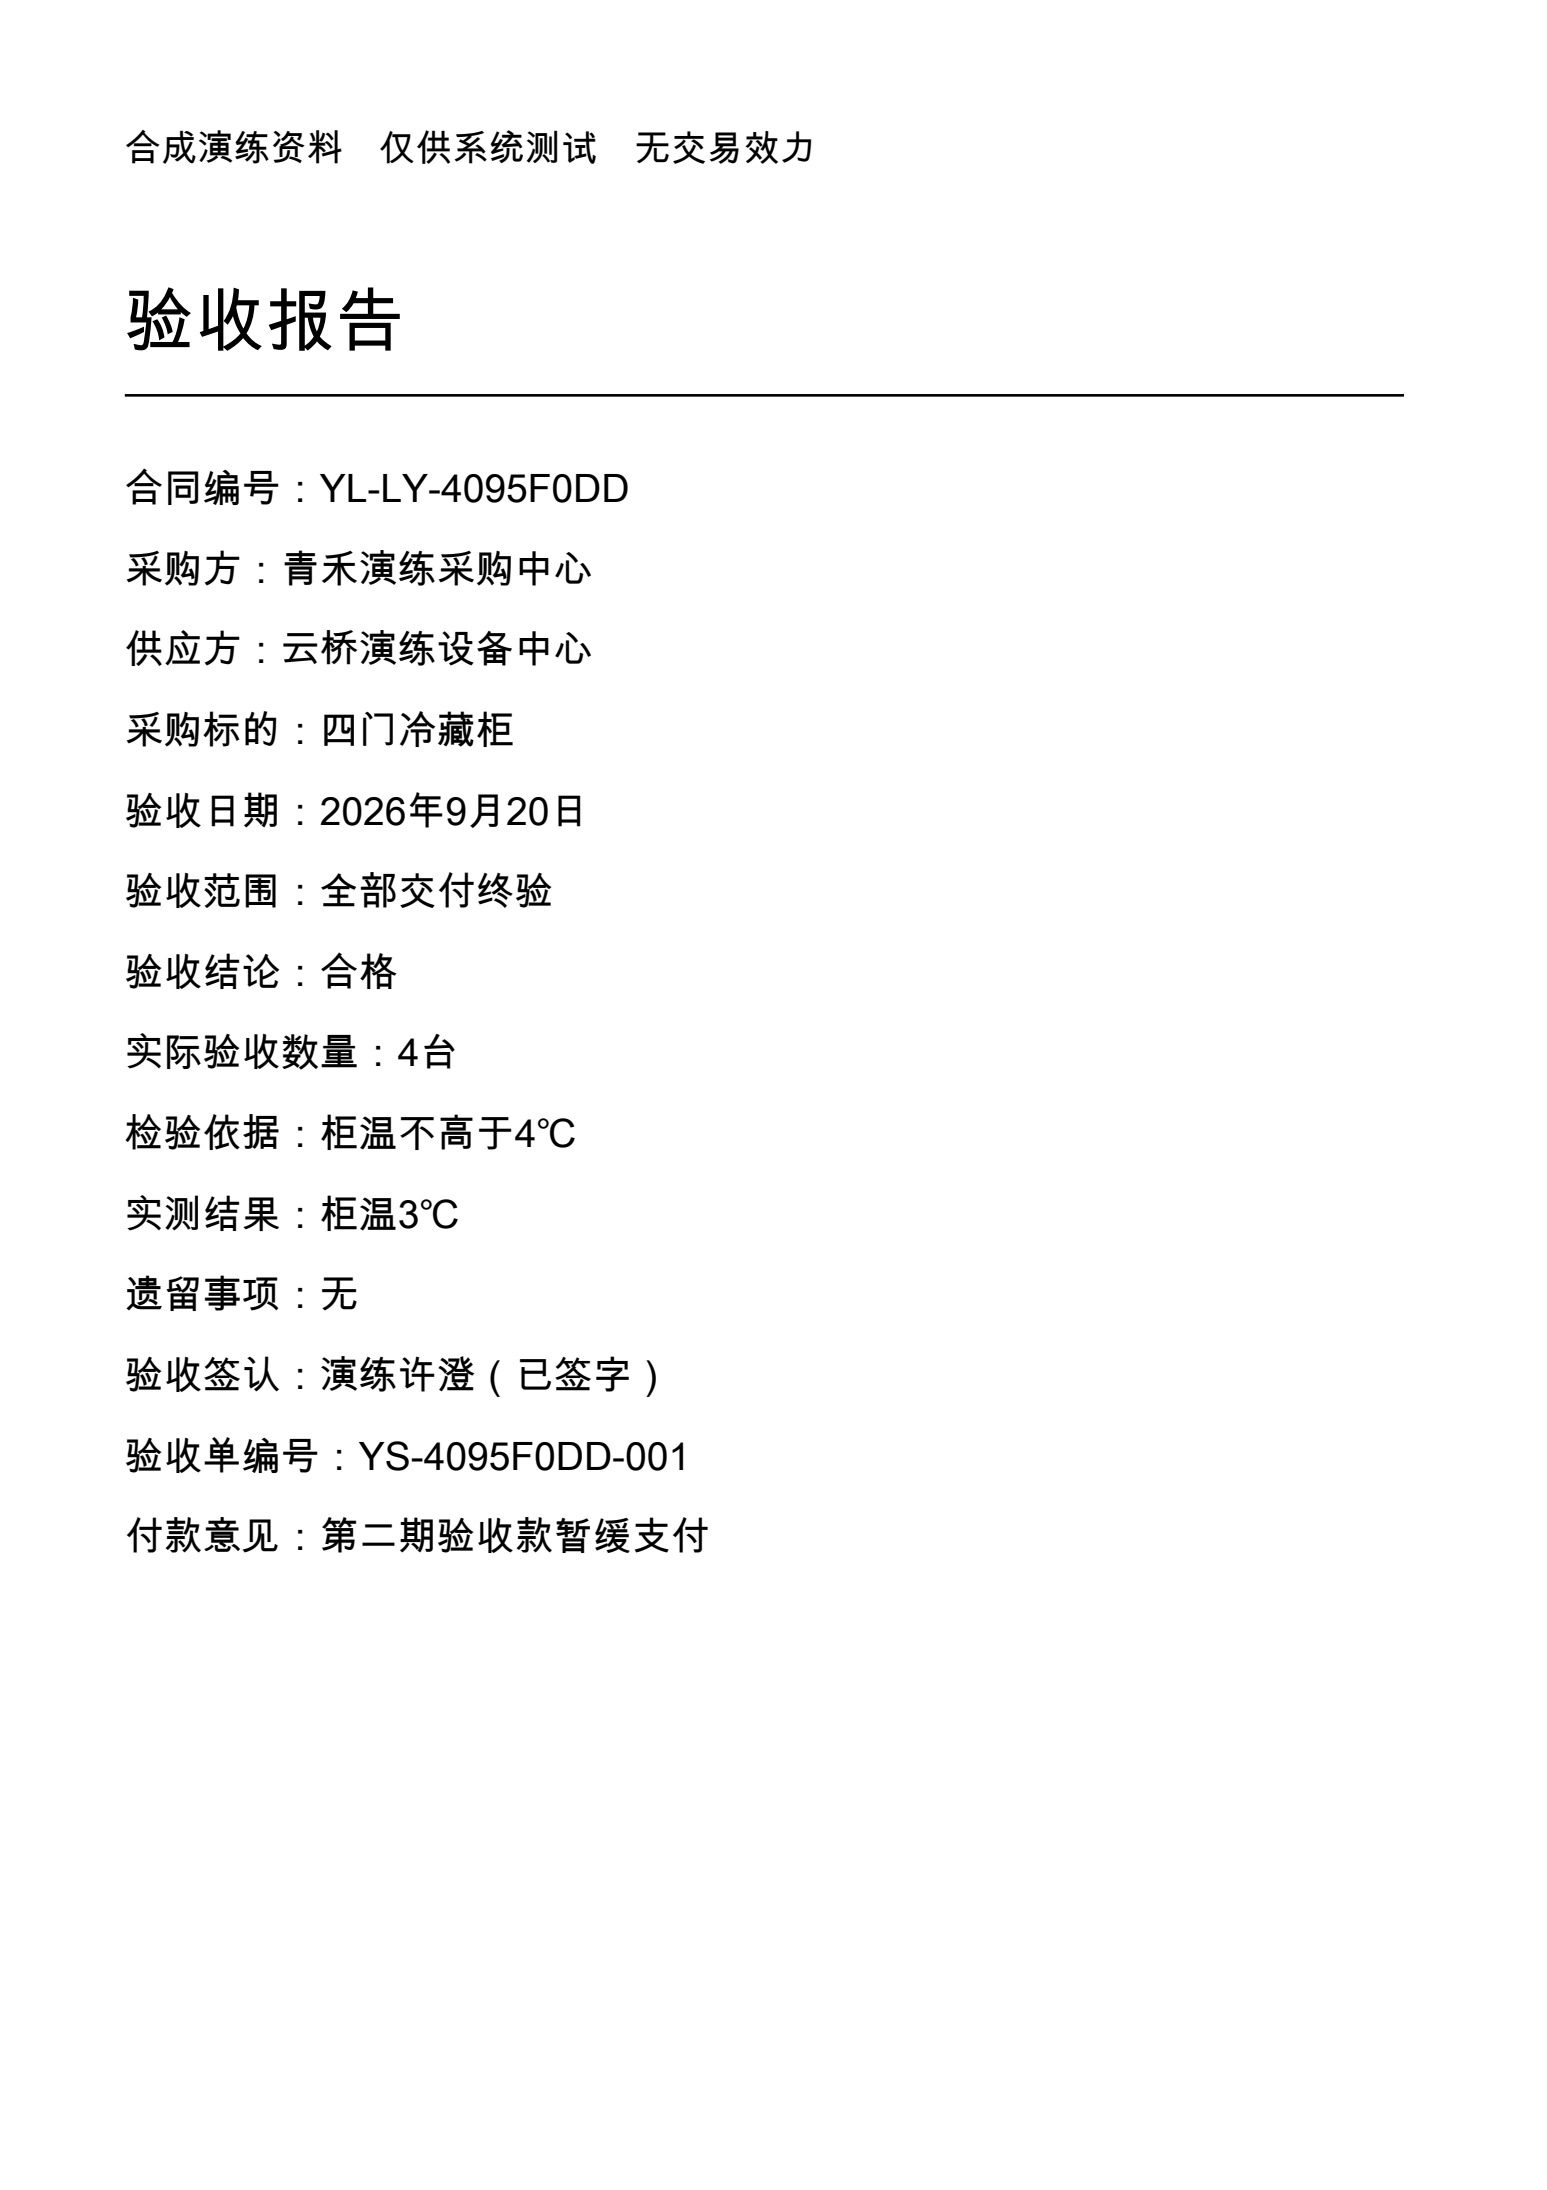 合成演练资料　仅供系统测试　无交易效力
验收报告
合同编号：YL-LY-4095F0DD
采购方：青禾演练采购中心
供应方：云桥演练设备中心
采购标的：四门冷藏柜
验收日期：2026年9月20日
验收范围：全部交付终验
验收结论：合格
实际验收数量：4台
检验依据：柜温不高于4℃
实测结果：柜温3℃
遗留事项：无
验收签认：演练许澄（已签字）
验收单编号：YS-4095F0DD-001
付款意见：第二期验收款暂缓支付